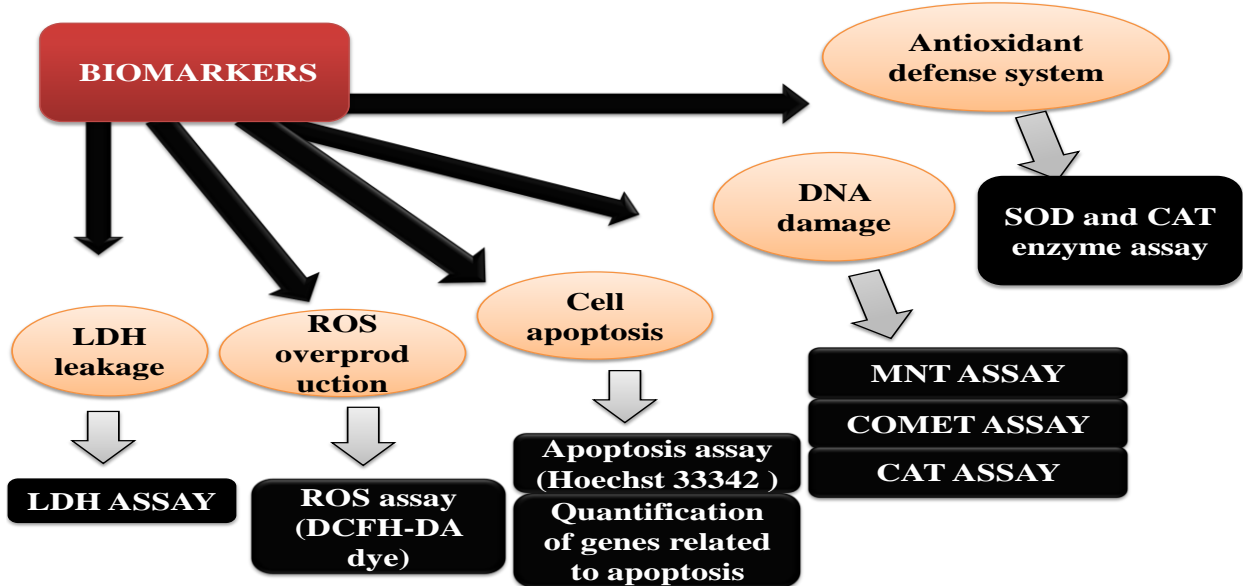 BIOMARKERS
Antioxidant
defense system
DNA
damage
SOD and CAT
enzyme assay
Cell
apoptosis
LDH
leakage
ROS
overprod
uction
MNT ASSAY
COMET ASSAY
CAT ASSAY
Apoptosis assay
(Hoechst 33342 )
LDH ASSAY
ROS assay
(DCFH-DA
dye)
Quantification
of genes related
to apoptosis